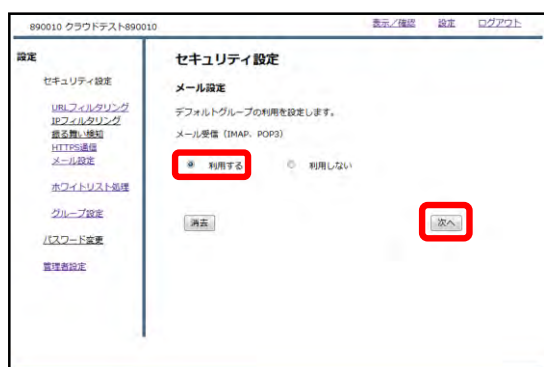 890010 クラウドテスト890010
表示／確認 設定 ログアウト
設定
セキュリティ設定
URLフィルタリング
IPフィルタリング
振る舞い検知
HTTPS通信
メール設定
ホワイトリスト処理
グループ設定
パスワード変更
管理者設定
セキュリティ設定
メール設定
デフォルトグループの利用を設定します。
メール受信（IMAP、POP3）
利用する 利用しない
消去 次へ